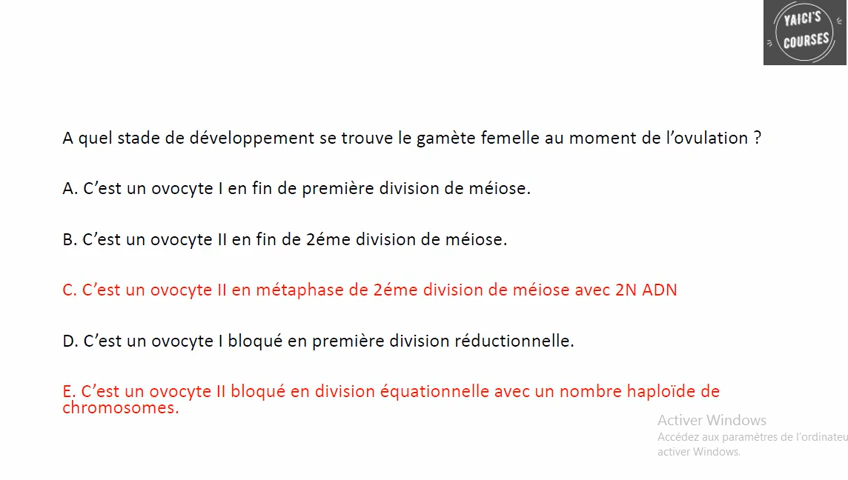 YAICI'S
COURSES
A quel stade de développement se trouve le gamète femelle au moment de l'ovulation ?
A. C'est un ovocyte I en fin de première division de méiose.
B. C'est un ovocyte II en fin de 2éme division de méiose.
C. C'est un ovocyte II en métaphase de 2éme division de méiose avec 2N ADN
D. C'est un ovocyte I bloqué en première division réductionnelle.
E. C'est un ovocyte II bloqué en division équationnelle avec un nombre haploïde de
chromosomes.
Activer Windows
Accédez aux paramètres de l'ordinateu
activer Windows.